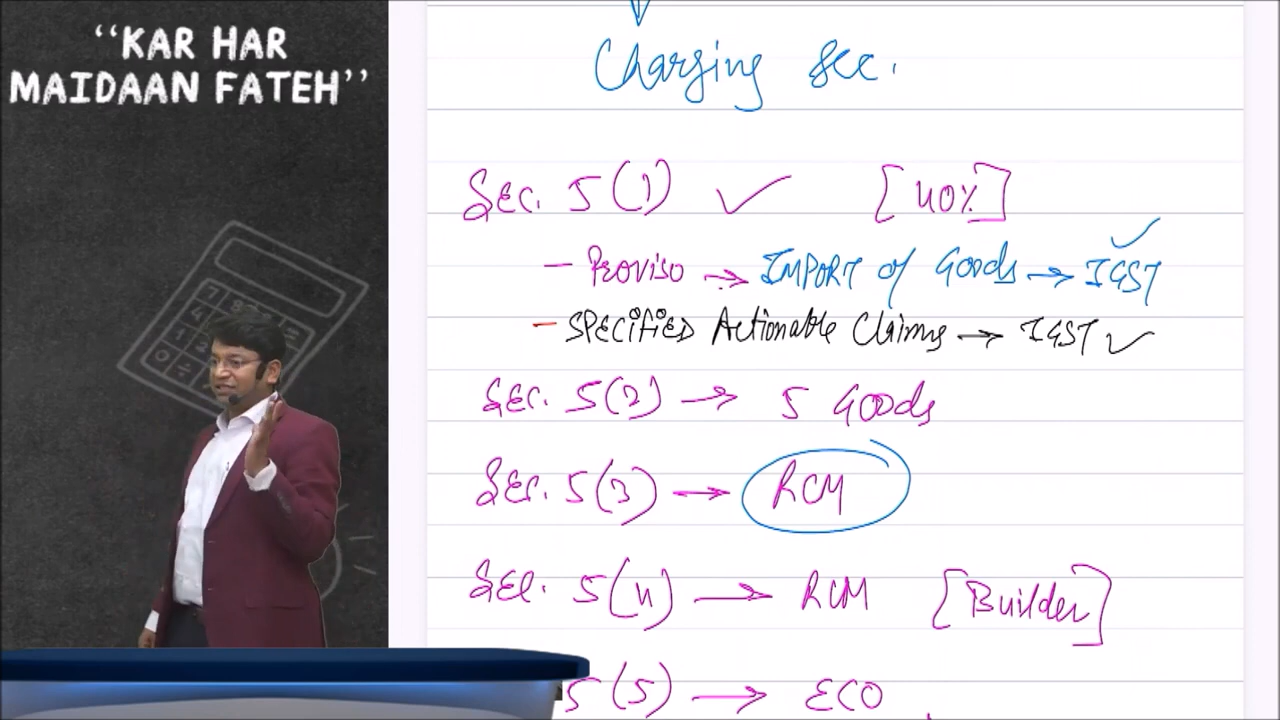 “KAR HAR
MAIDAAN FATEH”
Charging Sec.
Sec. 5(1) ✓ [40%]
- Proviso → IMPORT of Goods → IGST ✓
- SPECIFIED Actionable Claims → IGST ✓
Sec. 5(2) → 5 Goods
Sec. 5(3) → RCM
Sec. 5(4) → RCM [Builder]
5(5) → ECO